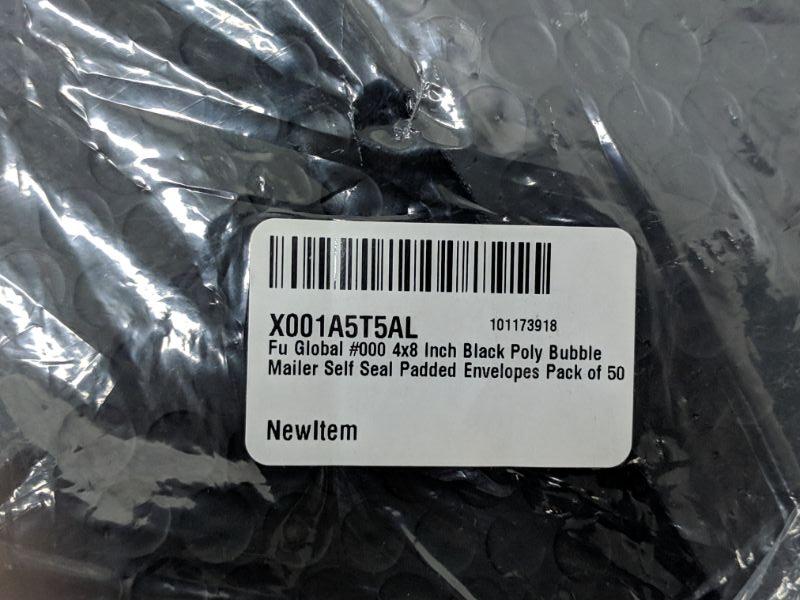 X001A5T5AL 101173918
Fu Global #000 4x8 Inch Black Poly Bubble
Mailer Self Seal Padded Envelopes Pack of 50
NewItem